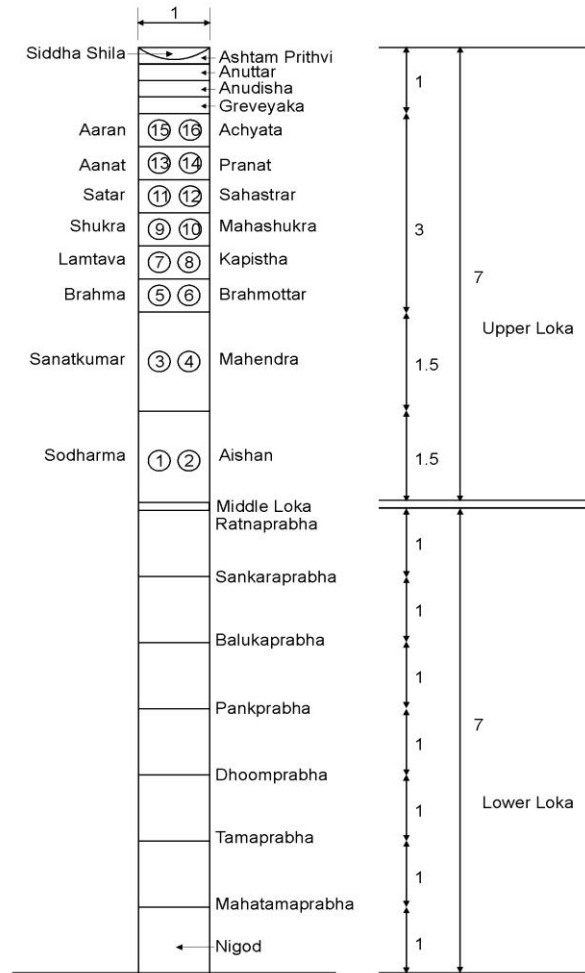 1
Siddha Shila
Ashtam Prithvi
Anuttar
Anudisha
Greveyaka
1
Aaran 15 16 Achyata
Aanat 13 14 Pranat
Satar 11 12 Sahastrar
Shukra 9 10 Mahashukra
3
Lamtava 7 8 Kapistha
7
Brahma 5 6 Brahmottar
Upper Loka
Sanatkumar 3 4 Mahendra
1.5
Sodharma 1 2 Aishan
1.5
Middle Loka
Ratnaprabha
1
Sankaraprabha
1
Balukaprabha
1
Pankprabha
7
1
Dhoomprabha
Lower Loka
1
Tamaprabha
1
Mahatamaprabha
Nigod
1